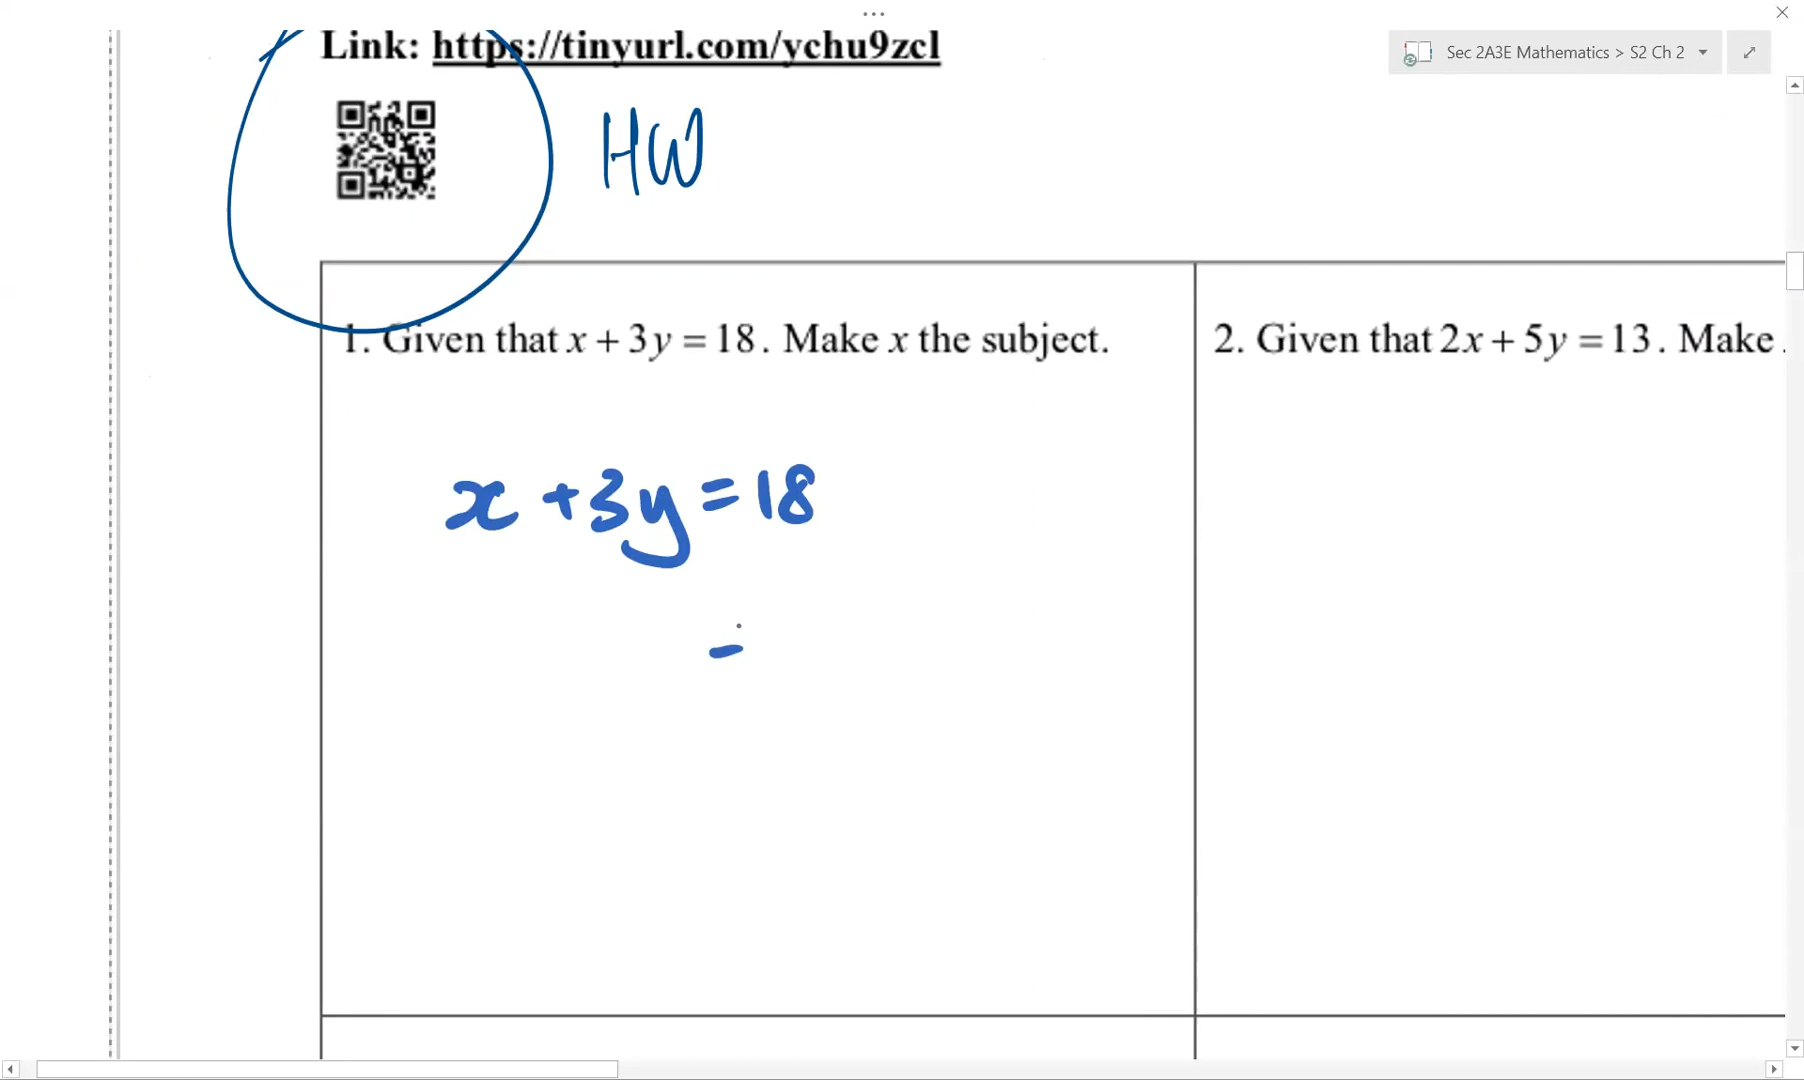 Link: https://tinyurl.com/ychu9zcl
Sec 2A3E Mathematics > S2 Ch 2
HW
1. Given that x + 3y = 18. Make x the subject.
2. Given that 2x + 5y = 13. Make
x + 3y = 18